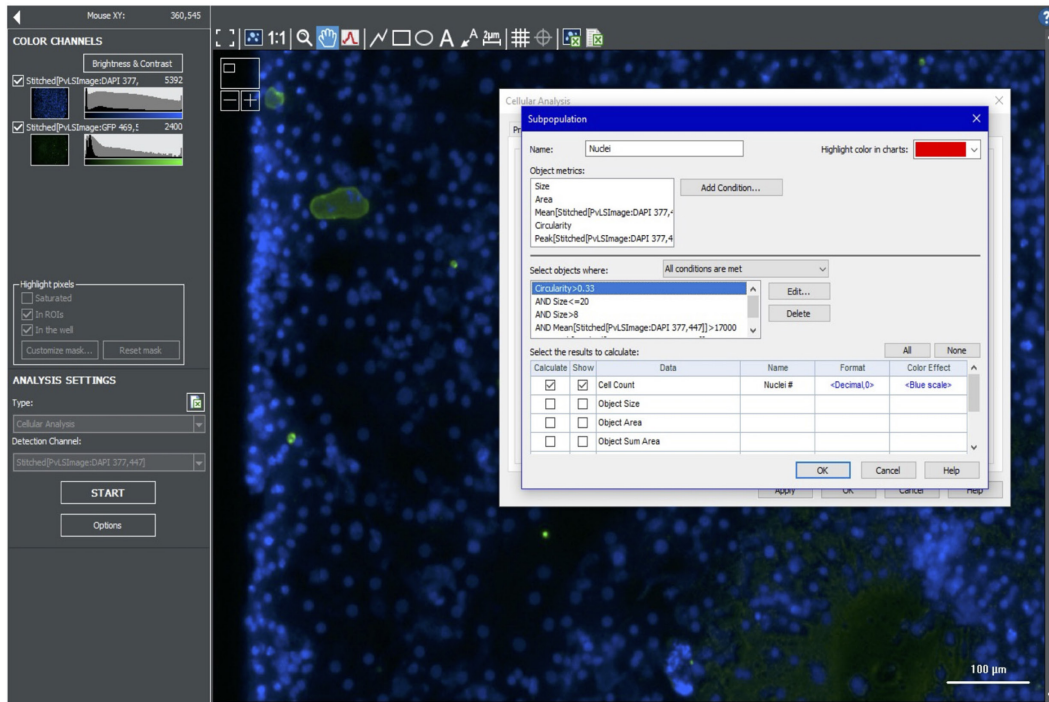 Mouse XY: 360,545
COLOR CHANNELS
Brightness & Contrast
Stitched[PvLSImage:DAPI 377, 5392
Stitched[PvLSImage:GFP 469,5 2400
Highlight pixels
Saturated
In ROIs
In the well
Customize mask... Reset mask
ANALYSIS SETTINGS
Type:
Cellular Analysis
Detection Channel:
Stitched[PvLSImage:DAPI 377,447]
START
Options
1:1 A A 2µm
?
Cellular Analysis
Pr
Subpopulation
Name: Nuclei Highlight color in charts:
Object metrics:
Size
Area
Mean[Stitched[PvLSImage:DAPI 377,4
Circularity
Peak[Stitched[PvLSImage:DAPI 377,4
Add Condition...
Select objects where: All conditions are met
Circularity>0.33
AND Size<=20
AND Size>8
AND Mean[Stitched[PvLSImage:DAPI 377,447]]>17000
Edit...
Delete
Select the results to calculate: All None
Calculate Show Data Name Format Color Effect
Cell Count Nuclei # <Decimal,0> <Blue scale>
Object Size
Object Area
Object Sum Area
OK Cancel Help
Apply OK Cancel Help
100 µm